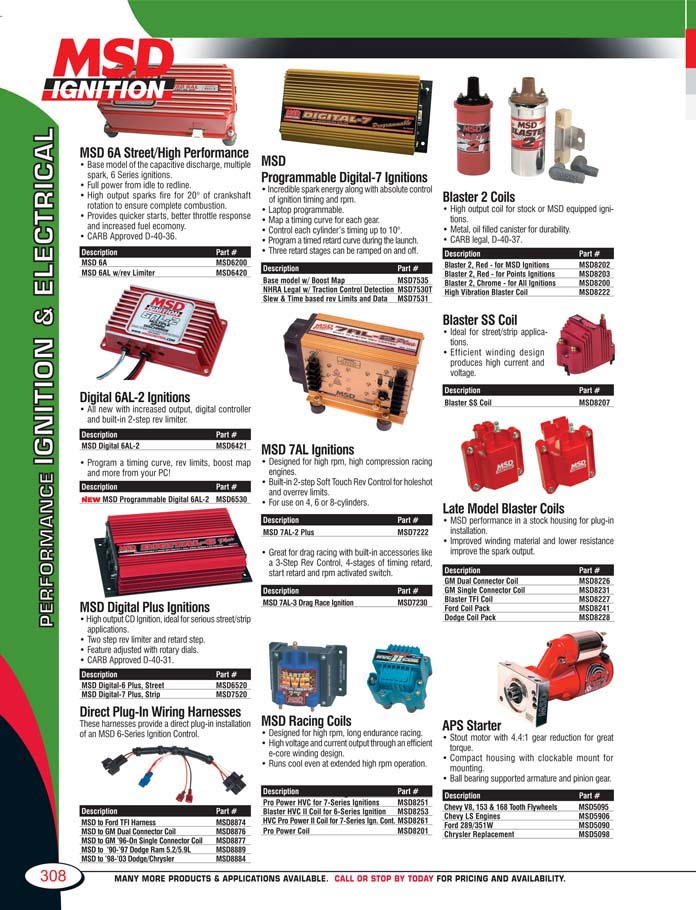 MSD
IGNITION
PERFORMANCE IGNITION & ELECTRICAL
MSD 6A Street/High Performance
• Base model of the capacitive discharge, multiple
spark, 6 Series ignitions.
• Full power from idle to redline.
• High output sparks fire for 20° of crankshaft
rotation to ensure complete combustion.
• Provides quicker starts, better throttle response
and increased fuel ecomony.
• CARB Approved D-40-36.
Description Part #
MSD 6A MSD6200
MSD 6AL w/rev Limiter MSD6420
MSD
IGNITION
6AL-2
Digital 6AL-2 Ignitions
• All new with increased output, digital controller
and built-in 2-step rev limiter.
Description Part #
MSD Digital 6AL-2 MSD6421
• Program a timing curve, rev limits, boost map
and more from your PC!
Description Part #
NEW MSD Programmable Digital 6AL-2 MSD6530
MSD Digital Plus Ignitions
• High output CD Ignition, ideal for serious street/strip
applications.
• Two step rev limiter and retard step.
• Feature adjusted with rotary dials.
• CARB Approved D-40-31.
Description Part #
MSD Digital-6 Plus, Street MSD6520
MSD Digital-7 Plus, Strip MSD7520
Direct Plug-In Wiring Harnesses
These harnesses provide a direct plug-in installation
of an MSD 6-Series Ignition Control.
Description Part #
MSD to Ford TFI Harness MSD8874
MSD to GM Dual Connector Coil MSD8876
MSD to GM '96-On Single Connector Coil MSD8877
MSD to '90-'97 Dodge Ram 5.2/5.9L MSD8889
MSD to '98-'03 Dodge/Chrysler MSD8884
DIGITAL-7
Programmable
MSD
Programmable Digital-7 Ignitions
• Incredible spark energy along with absolute control
of ignition timing and rpm.
• Laptop programmable.
• Map a timing curve for each gear.
• Control each cylinder's timing up to 10°.
• Program a timed retard curve during the launch.
• Three retard stages can be ramped on and off.
Description Part #
Base model w/ Boost Map MSD7535
NHRA Legal w/ Traction Control Detection MSD7530T
Slew & Time based rev Limits and Data MSD7531
7AL-2 Plus
MSD
MSD 7AL Ignitions
• Designed for high rpm, high compression racing
engines.
• Built-in 2-step Soft Touch Rev Control for holeshot
and overrev limits.
• For use on 4, 6 or 8-cylinders.
Description Part #
MSD 7AL-2 Plus MSD7222
• Great for drag racing with built-in accessories like
a 3-Step Rev Control, 4-stages of timing retard,
start retard and rpm activated switch.
Description Part #
MSD 7AL-3 Drag Race Ignition MSD7230
MSD Racing Coils
• Designed for high rpm, long endurance racing.
• High voltage and current output through an efficient
e-core winding design.
• Runs cool even at extended high rpm operation.
Description Part #
Pro Power HVC for 7-Series Ignitions MSD8251
Blaster HVC II Coil for 6-Series Ignition MSD8253
HVC Pro Power II Coil for 7-Series Ign. Cont. MSD8261
Pro Power Coil MSD8201
MSD
BLASTER
2
Blaster 2 Coils
• High output coil for stock or MSD equipped igni-
tions.
• Metal, oil filled canister for durability.
• CARB legal, D-40-37.
Description Part #
Blaster 2, Red - for MSD Ignitions MSD8202
Blaster 2, Red - for Points Ignitions MSD8203
Blaster 2, Chrome - for All Ignitions MSD8200
High Vibration Blaster Coil MSD8222
Blaster SS Coil
• Ideal for street/strip applica-
tions.
• Efficient winding design
produces high current and
voltage.
Description Part #
Blaster SS Coil MSD8207
MSD
MSD
Late Model Blaster Coils
• MSD performance in a stock housing for plug-in
installation.
• Improved winding material and lower resistance
improve the spark output.
Description Part #
GM Dual Connector Coil MSD8226
GM Single Connector Coil MSD8231
Blaster TFI Coil MSD8227
Ford Coil Pack MSD8241
Dodge Coil Pack MSD8228
APS Starter
• Stout motor with 4.4:1 gear reduction for great
torque.
• Compact housing with clockable mount for
mounting.
• Ball bearing supported armature and pinion gear.
Description Part #
Chevy V8, 153 & 168 Tooth Flywheels MSD5095
Chevy LS Engines MSD5906
Ford 289/351W MSD5090
Chrysler Replacement MSD5098
308
MANY MORE PRODUCTS & APPLICATIONS AVAILABLE. CALL OR STOP BY TODAY FOR PRICING AND AVAILABILITY.